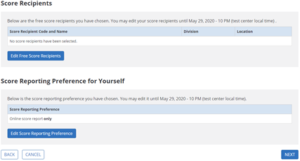 Score Recipients
Below are the free score recipients you have chosen. You may edit your score recipients until May 29, 2020 - 10 PM (test center local time).
Score Recipient Code and Name Division Location
No score recipients have been selected.
Edit Free Score Recipients
Score Reporting Preference for Yourself
Below is the score reporting preference you have chosen. You may edit it until May 29, 2020 - 10 PM (test center local time).
Score Reporting Preference
Online score report only.
Edit Score Reporting Preference
BACK CANCEL NEXT